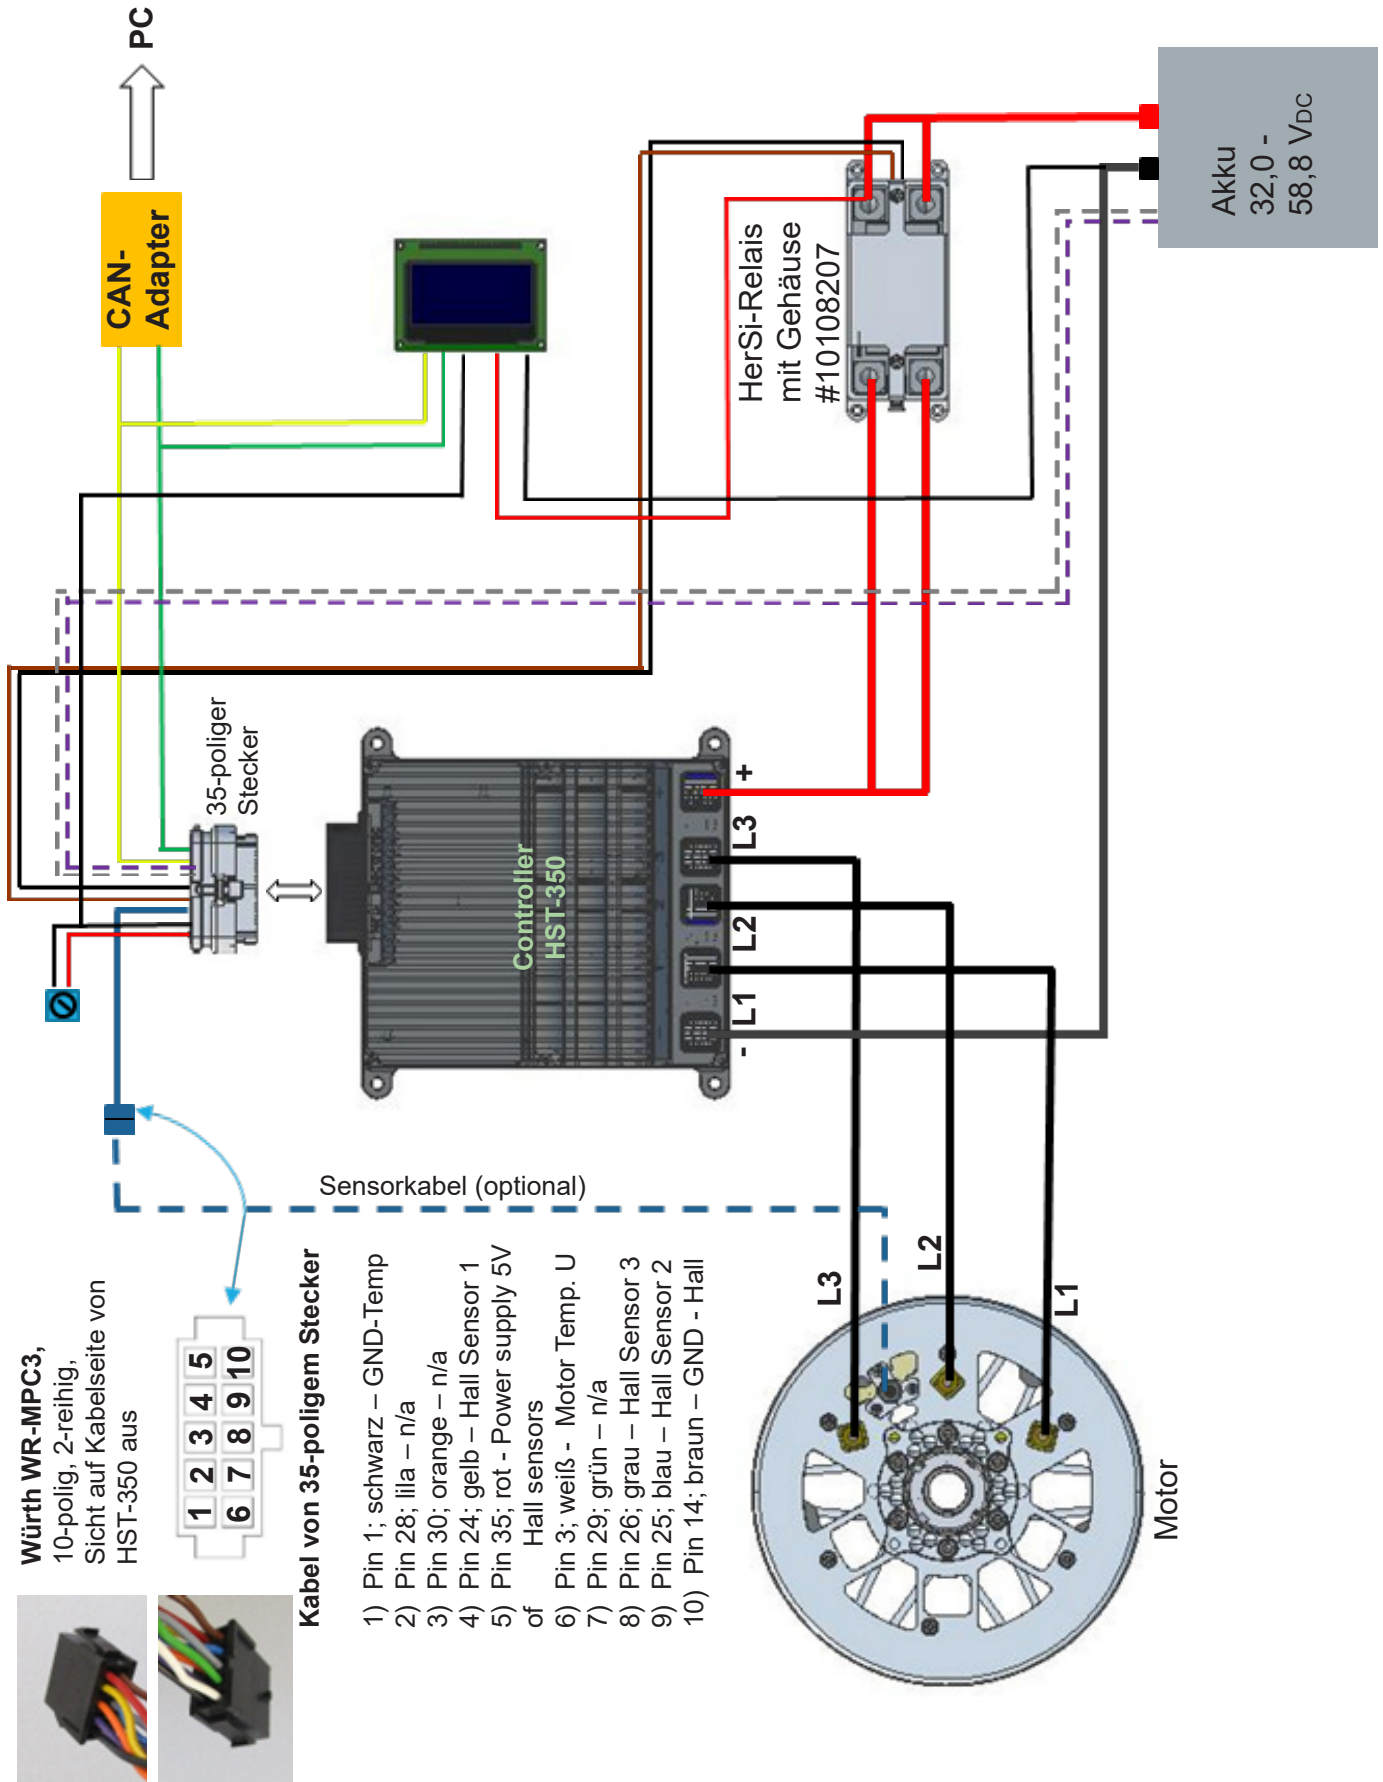 Würth WR-MPC3,
10-polig, 2-reihig,
Sicht auf Kabelseite von
HST-350 aus
1 2 3 4 5
6 7 8 9 10
Kabel von 35-poligem Stecker
1) Pin 1; schwarz – GND-Temp
2) Pin 28; lila – n/a
3) Pin 30; orange – n/a
4) Pin 24; gelb – Hall Sensor 1
5) Pin 35; rot - Power supply 5V
of Hall sensors
6) Pin 3; weiß - Motor Temp. U
7) Pin 29; grün – n/a
8) Pin 26; grau – Hall Sensor 3
9) Pin 25; blau – Hall Sensor 2
10) Pin 14; braun – GND - Hall
Sensorkabel (optional)
35-poliger
Stecker
CAN-
Adapter
PC
Controller
HST-350
- L1 L2 L3 +
HerSi-Relais
mit Gehäuse
#10108207
Akku
32,0 -
58,8 VDC
L3
L2
L1
Motor